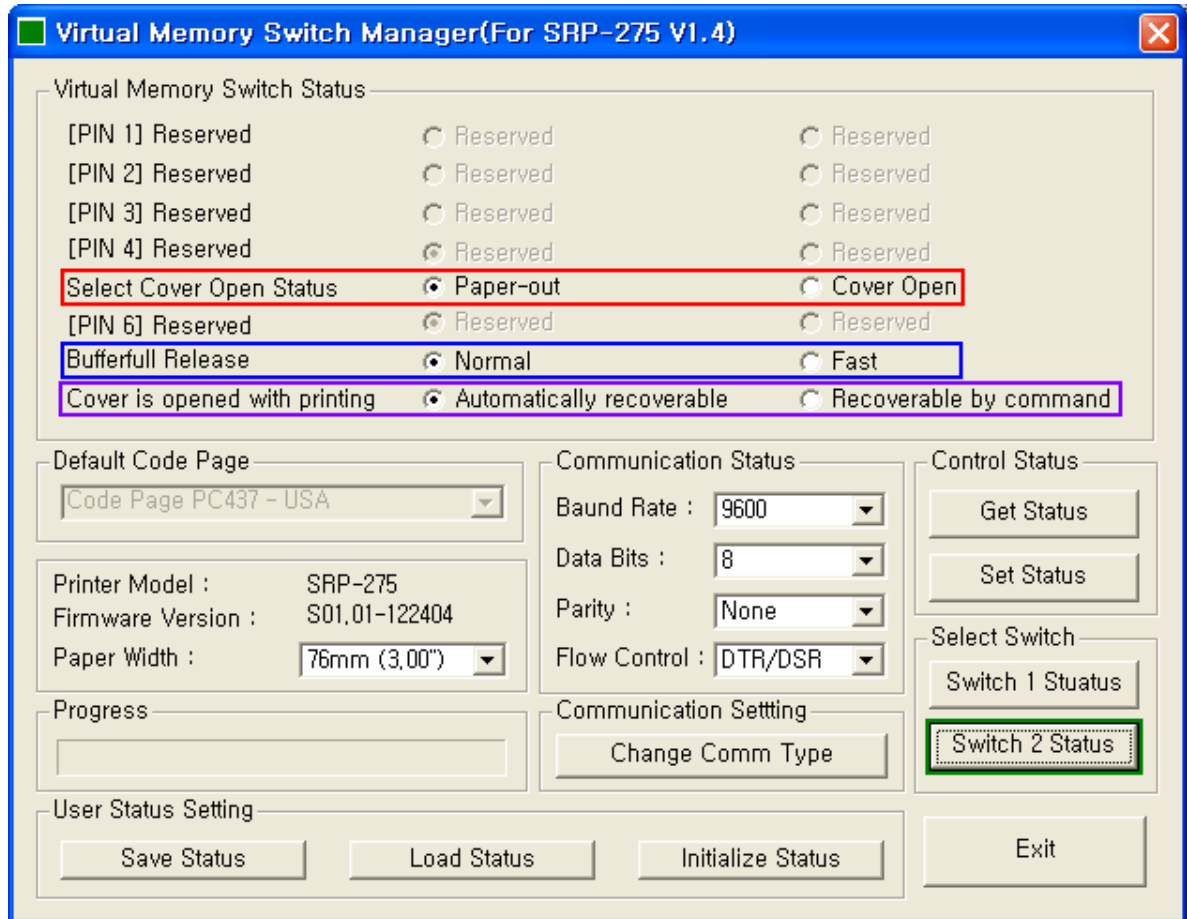 Virtual Memory Switch Manager(For SRP-275 V1.4)
Virtual Memory Switch Status
[PIN 1] Reserved Reserved Reserved
[PIN 2] Reserved Reserved Reserved
[PIN 3] Reserved Reserved Reserved
[PIN 4] Reserved Reserved Reserved
Select Cover Open Status Paper-out Cover Open
[PIN 6] Reserved Reserved Reserved
Bufferfull Release Normal Fast
Cover is opened with printing Automatically recoverable Recoverable by command
Default Code Page
Code Page PC437 - USA
Printer Model : SRP-275
Firmware Version : S01,01-122404
Paper Width : 76mm (3,00")
Progress
Communication Status
Baund Rate : 9600
Data Bits : 8
Parity : None
Flow Control : DTR/DSR
Communication Settting
Change Comm Type
Control Status
Get Status
Set Status
Select Switch
Switch 1 Stuatus
Switch 2 Status
User Status Setting
Save Status Load Status Initialize Status
Exit